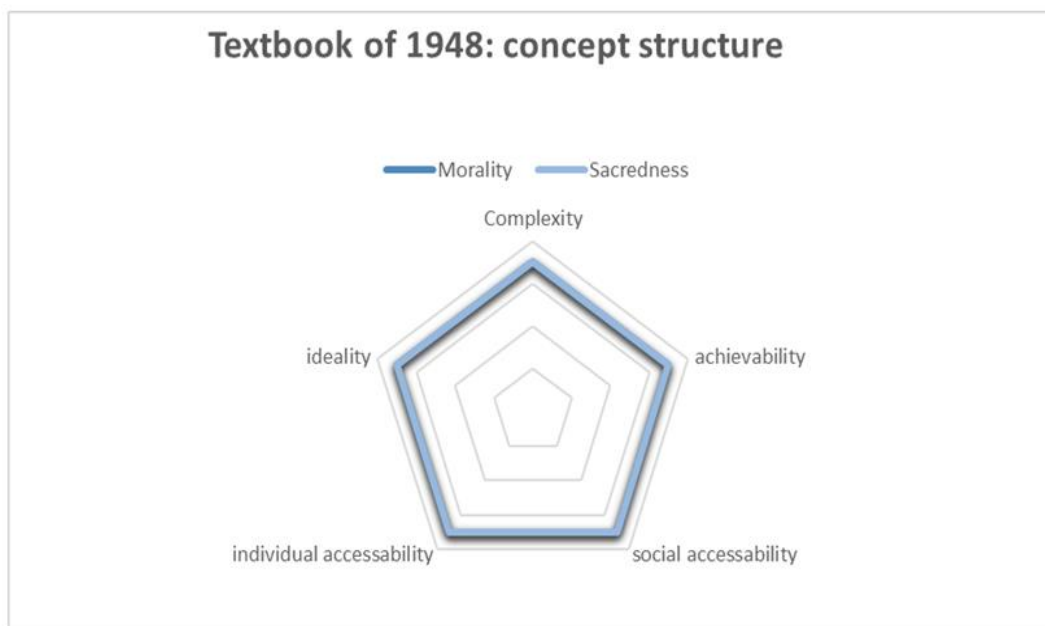 Textbook of 1948: concept structure
Morality Sacredness
Complexity
ideality achievability
individual accessability social accessability